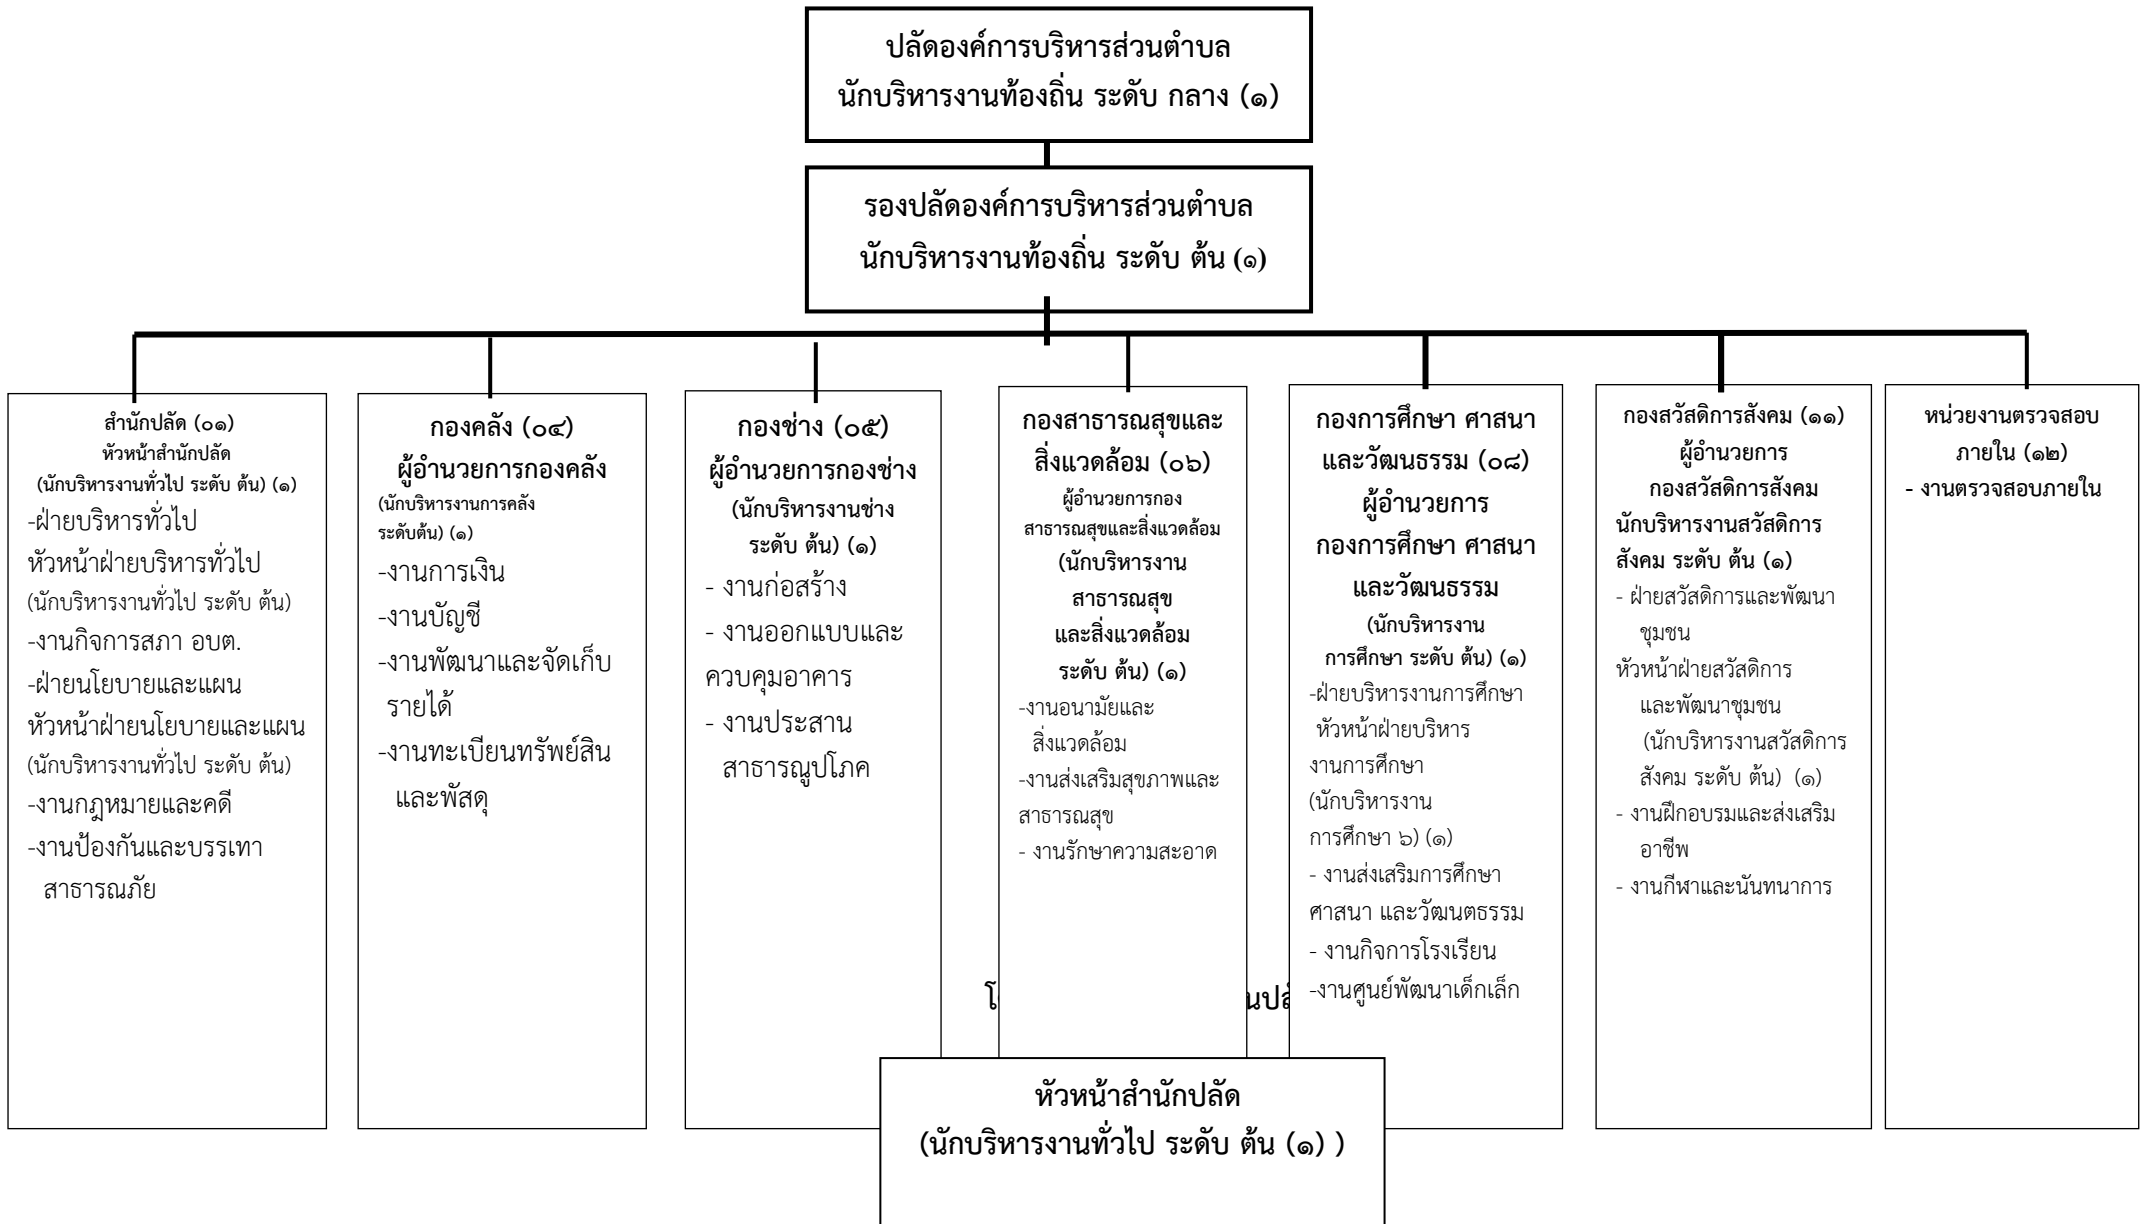 ปลัดองค์การบริหารส่วนตำบล
นักบริหารงานท้องถิ่น ระดับ กลาง (๑)
รองปลัดองค์การบริหารส่วนตำบล
นักบริหารงานท้องถิ่น ระดับ ต้น (๑)
สำนักปลัด (๐๑)
หัวหน้าสำนักปลัด
(นักบริหารงานทั่วไป ระดับ ต้น) (๑)
-ฝ่ายบริหารทั่วไป
หัวหน้าฝ่ายบริหารทั่วไป
(นักบริหารงานทั่วไป ระดับ ต้น)
-งานกิจการสภา อบต.
-ฝ่ายนโยบายและแผน
หัวหน้าฝ่ายนโยบายและแผน
(นักบริหารงานทั่วไป ระดับ ต้น)
-งานกฎหมายและคดี
-งานป้องกันและบรรเทา
สาธารณภัย
กองคลัง (๐๔)
ผู้อำนวยการกองคลัง
(นักบริหารงานการคลัง
ระดับต้น) (๑)
-งานการเงิน
-งานบัญชี
-งานพัฒนาและจัดเก็บ
รายได้
-งานทะเบียนทรัพย์สิน
และพัสดุ
กองช่าง (๐๕)
ผู้อำนวยการกองช่าง
(นักบริหารงานช่าง
ระดับ ต้น) (๑)
- งานก่อสร้าง
- งานออกแบบและ
ควบคุมอาคาร
- งานประสาน
สาธารณูปโภค
กองสาธารณสุขและ
สิ่งแวดล้อม (๐๖)
ผู้อำนวยการกอง
สาธารณสุขและสิ่งแวดล้อม
(นักบริหารงาน
สาธารณสุข
และสิ่งแวดล้อม
ระดับ ต้น) (๑)
-งานอนามัยและ
สิ่งแวดล้อม
-งานส่งเสริมสุขภาพและ
สาธารณสุข
- งานรักษาความสะอาด
กองการศึกษา ศาสนา
และวัฒนธรรม (๐๘)
ผู้อำนวยการ
กองการศึกษา ศาสนา
และวัฒนธรรม
(นักบริหารงาน
การศึกษา ระดับ ต้น) (๑)
-ฝ่ายบริหารงานการศึกษา
หัวหน้าฝ่ายบริหาร
งานการศึกษา
(นักบริหารงาน
การศึกษา ๖) (๑)
- งานส่งเสริมการศึกษา
ศาสนา และวัฒนตธรรม
- งานกิจการโรงเรียน
-งานศูนย์พัฒนาเด็กเล็ก
กองสวัสดิการสังคม (๑๑)
ผู้อำนวยการ
กองสวัสดิการสังคม
นักบริหารงานสวัสดิการ
สังคม ระดับ ต้น (๑)
- ฝ่ายสวัสดิการและพัฒนา
ชุมชน
หัวหน้าฝ่ายสวัสดิการ
และพัฒนาชุมชน
(นักบริหารงานสวัสดิการ
สังคม ระดับ ต้น) (๑)
- งานฝึกอบรมและส่งเสริม
อาชีพ
- งานกีฬาและนันทนาการ
หน่วยงานตรวจสอบ
ภายใน (๑๒)
- งานตรวจสอบภายใน
หัวหน้าสำนักปลัด
(นักบริหารงานทั่วไป ระดับ ต้น (๑) )